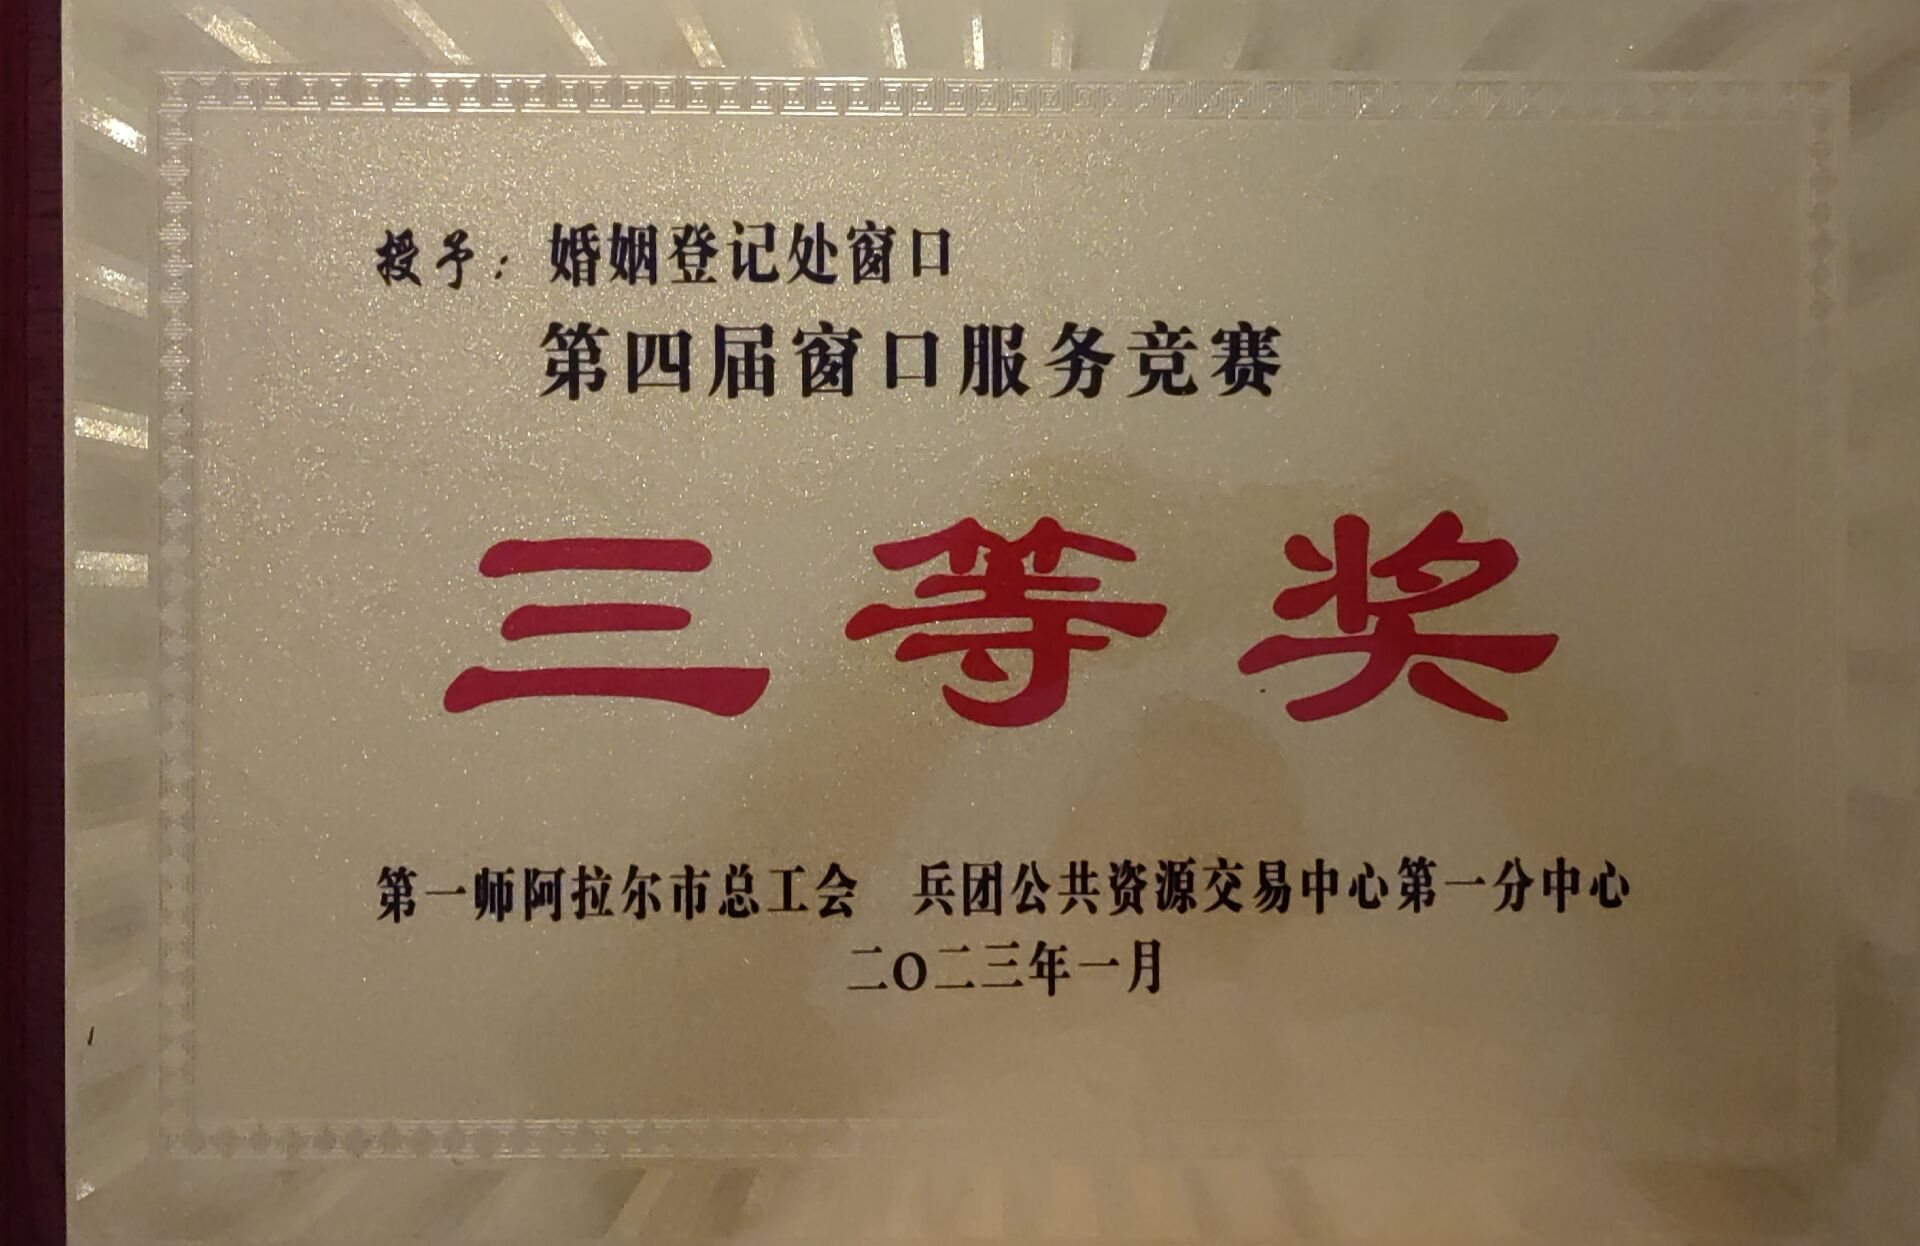 授予：婚姻登记处窗口
第四届窗口服务竞赛
三等奖
第一师阿拉尔市总工会 兵团公共资源交易中心第一分中心
二〇二三年一月